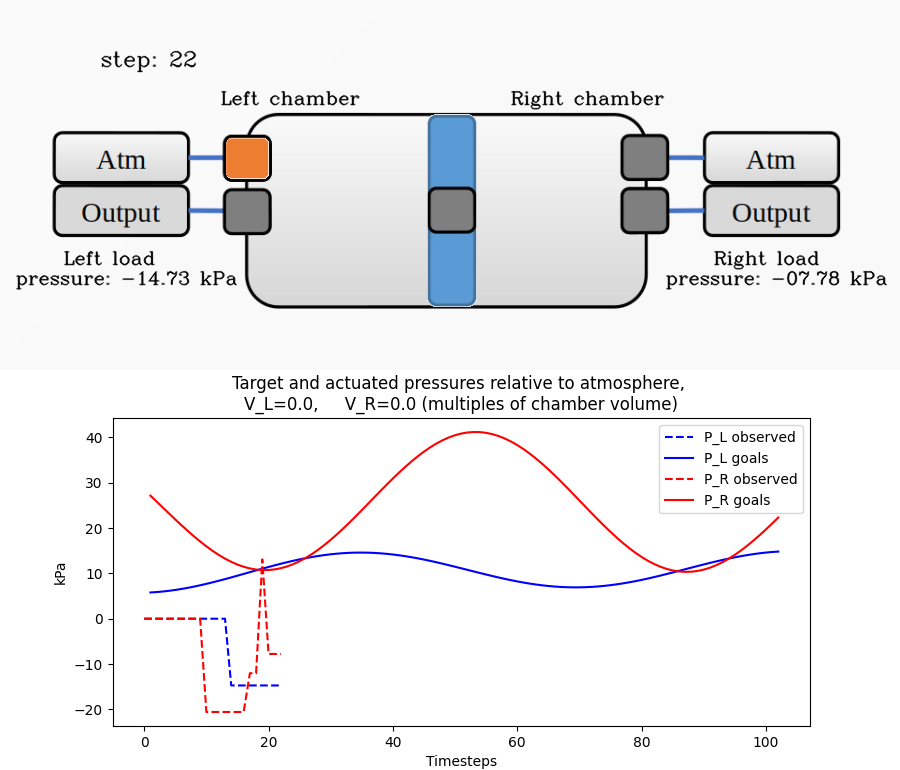 step: 22
Left chamber
Right chamber
Atm
Atm
Output
Output
Left load
pressure: -14.73 kPa
Right load
pressure: -07.78 kPa
Target and actuated pressures relative to atmosphere,
V_L=0.0,     V_R=0.0 (multiples of chamber volume)
P_L observed
P_L goals
P_R observed
P_R goals
kPa
40
30
20
10
0
−10
−20
0 20 40 60 80 100
Timesteps